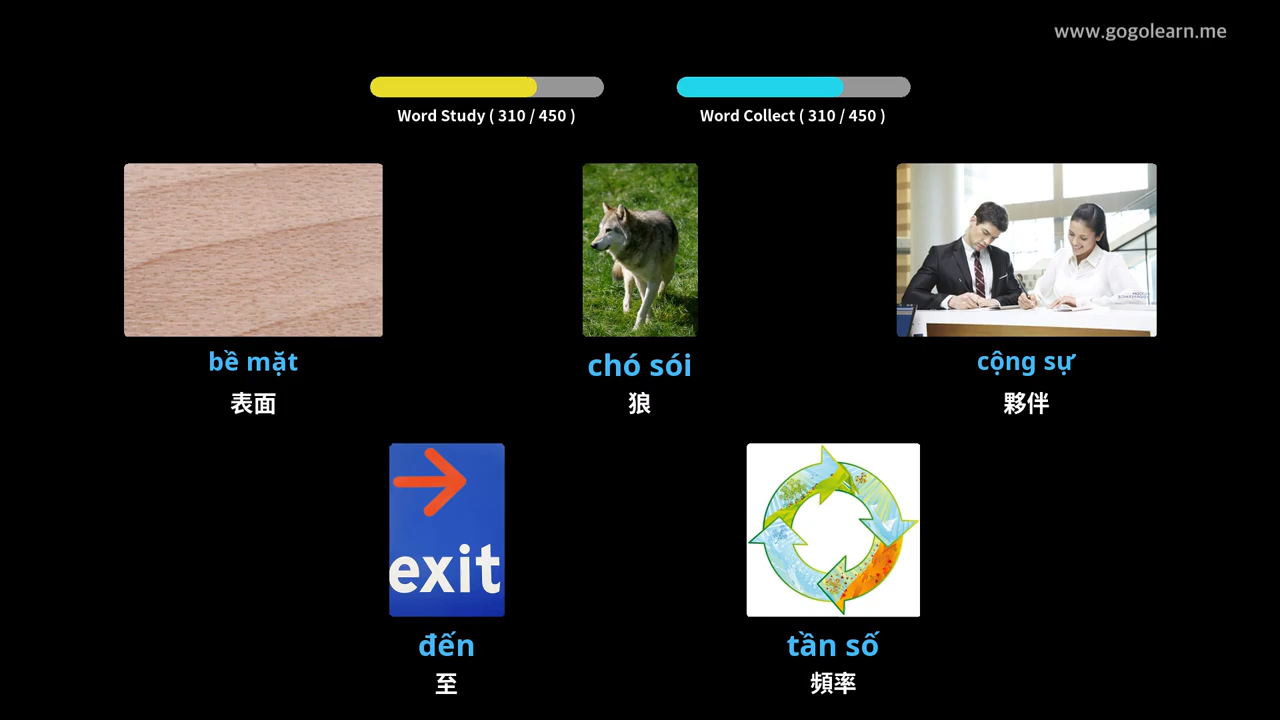 www.gogolearn.me
Word Study ( 310 / 450 )
Word Collect ( 310 / 450 )
bề mặt
chó sói
cộng sự
表面
狼
夥伴
exit
đến
tần số
至
頻率